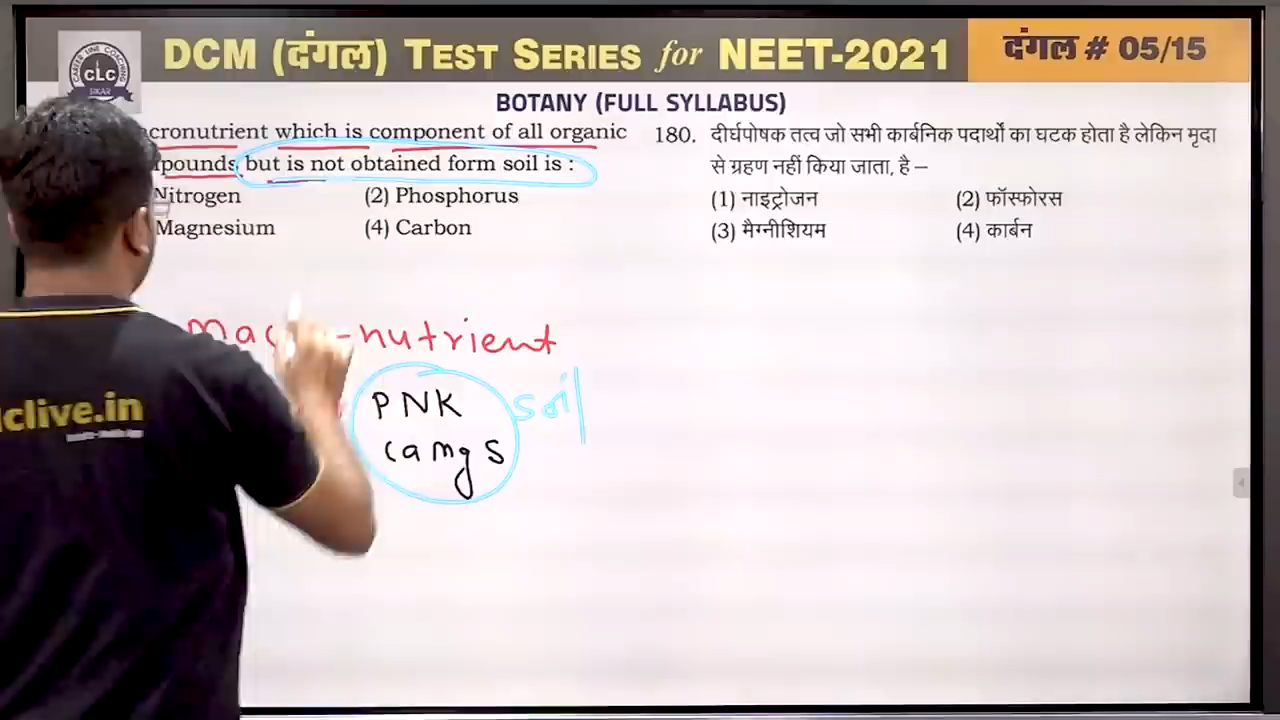 DCM (दंगल) TEST SERIES for NEET-2021
दंगल # 05/15
CLC
SIKAR
BOTANY (FULL SYLLABUS)
acronutrient which is component of all organic
pounds but is not obtained form soil is :
Nitrogen (2) Phosphorus
Magnesium (4) Carbon
180. दीर्घपोषक तत्व जो सभी कार्बनिक पदार्थों का घटक होता है लेकिन मृदा
से ग्रहण नहीं किया जाता, है –
(1) नाइट्रोजन (2) फॉस्फोरस
(3) मैग्नीशियम (4) कार्बन
Mac -nutrient
PNK soil
CaMgS
clive.in